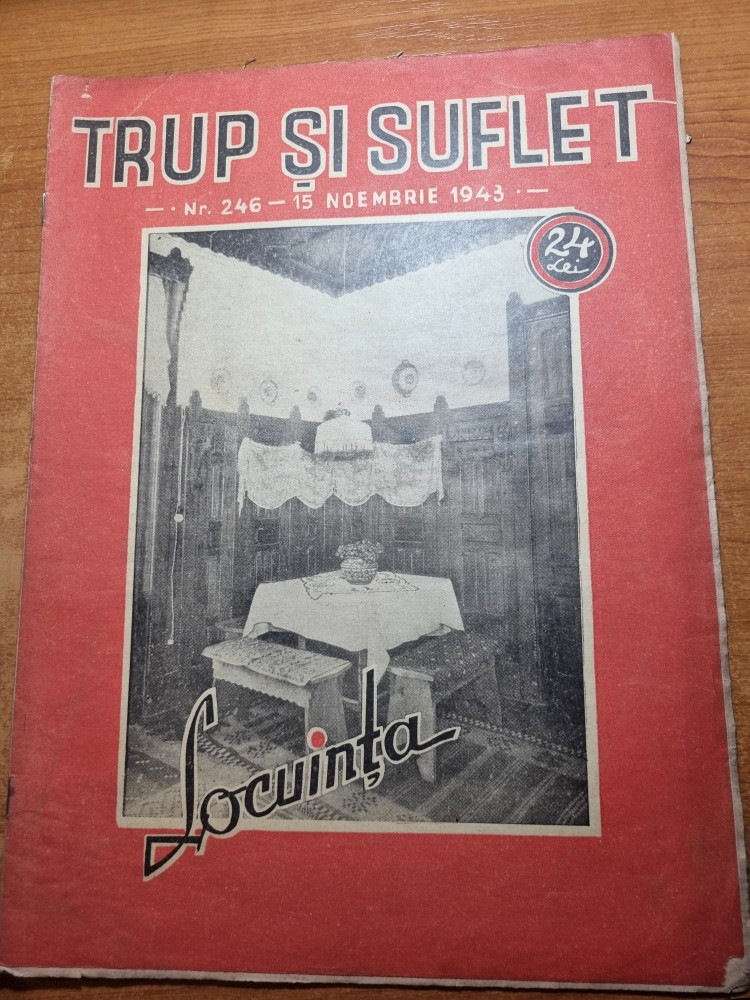 TRUP ȘI SUFLET
— · Nr. 246 — 15 NOEMBRIE 1943 · —
24
Lei
Locuința